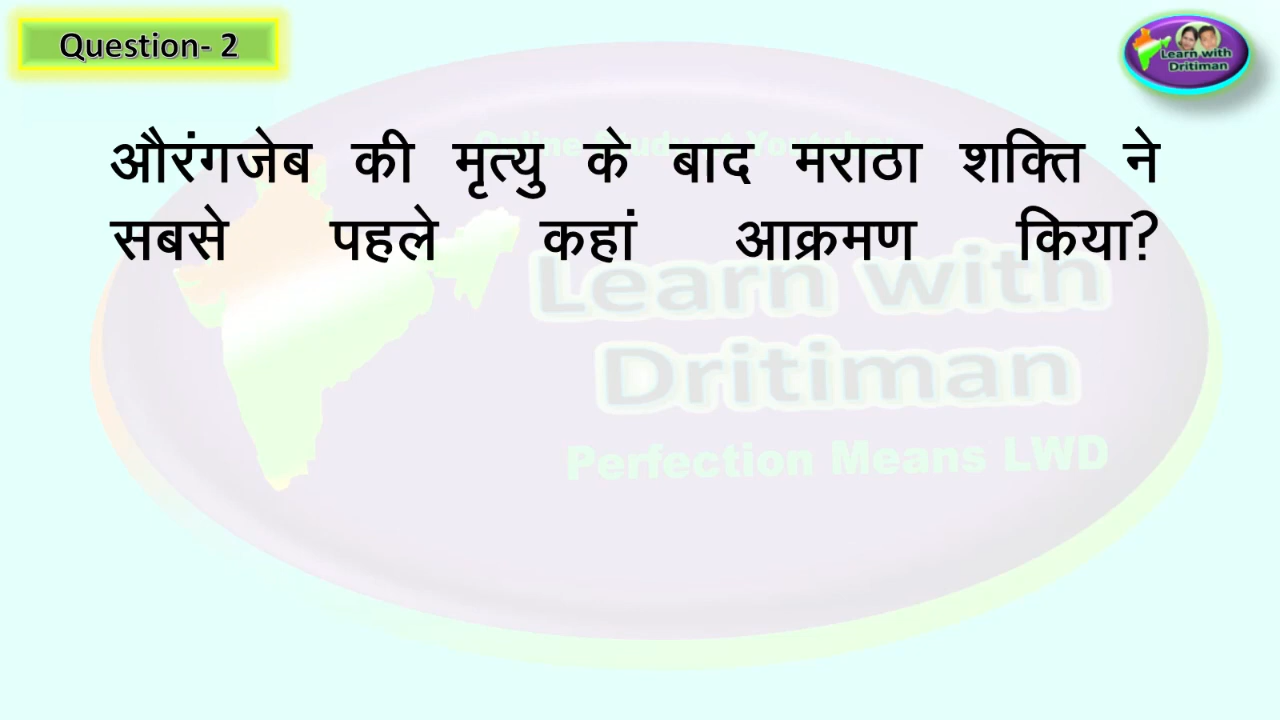 Question- 2
Learn with
Dritiman
औरंगजेब की मृत्यु के बाद मराठा शक्ति ने
सबसे पहले कहां आक्रमण किया?
Learn with
Dritiman
Perfection Means LWD